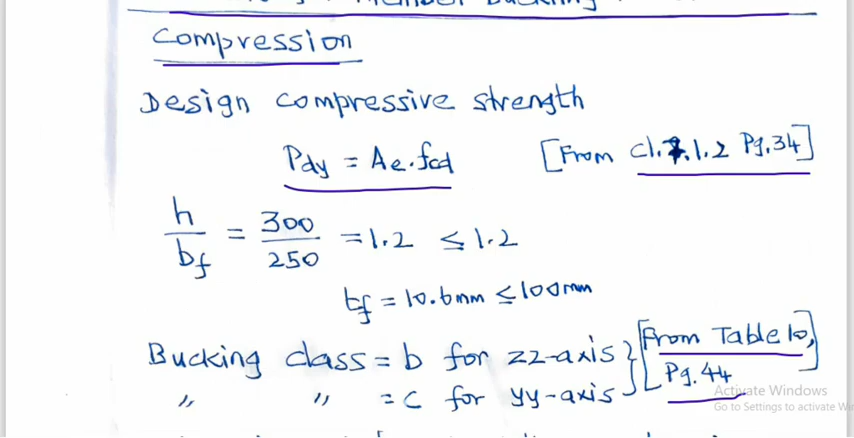 Compression
Design compressive strength
Pdy = Ae.fcd [From cl.7.1.2 Pg.34]
h/bf = 300/250 = 1.2 ≤ 1.2
tf = 10.6mm ≤ 100mm
Bucking class = b for zz-axis } [From Table 10,
〃 〃 = c for yy-axis } Pg.44]
Activate Windows
Go to Settings to activate Wi